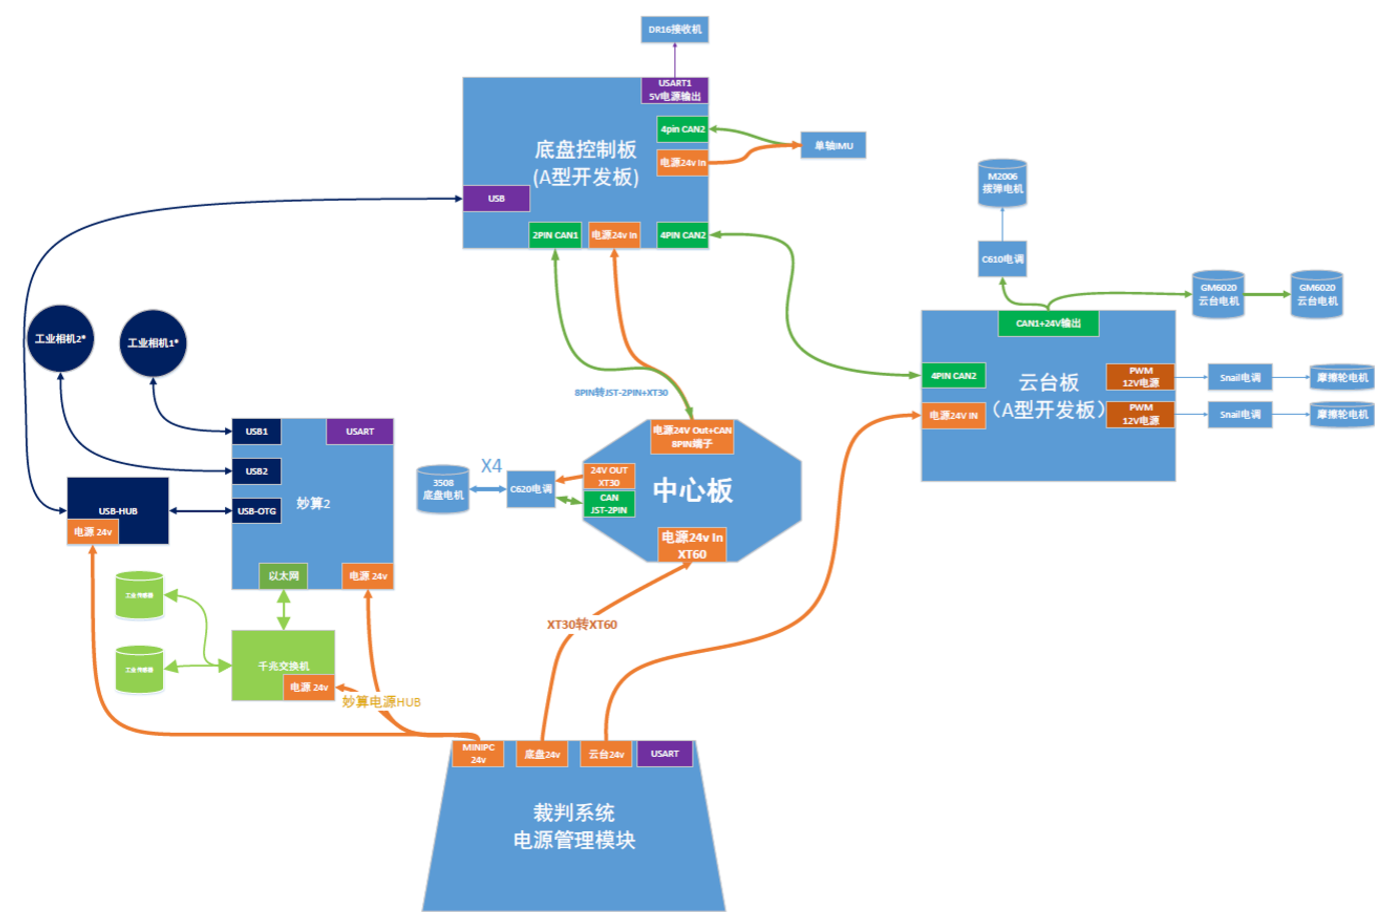 DR16接收机
USART1
5V电源输出
4pin CAN2
电源24v In
单轴IMU
底盘控制板
(A型开发板)
USB
2PIN CAN1
电源24v In
4PIN CAN2
M2006
拨弹电机
C610电调
GM6020
云台电机
GM6020
云台电机
CAN1+24V输出
4PIN CAN2
电源24V IN
云台板
（A型开发板）
PWM
12V电源
Snail电调
摩擦轮电机
PWM
12V电源
Snail电调
摩擦轮电机
工业相机2*
工业相机1*
8PIN转JST-2PIN+XT30
USB1
USART
USB2
USB-OTG
妙算2
以太网
电源 24v
USB-HUB
电源 24v
3508
底盘电机
X4
C620电调
电源24V Out+CAN
8PIN端子
24V OUT
XT30
CAN
JST-2PIN
中心板
电源24v In
XT60
工业传感器
工业传感器
千兆交换机
电源 24v
妙算电源HUB
XT30转XT60
MINIPC
24v
底盘24v
云台24v
USART
裁判系统
电源管理模块